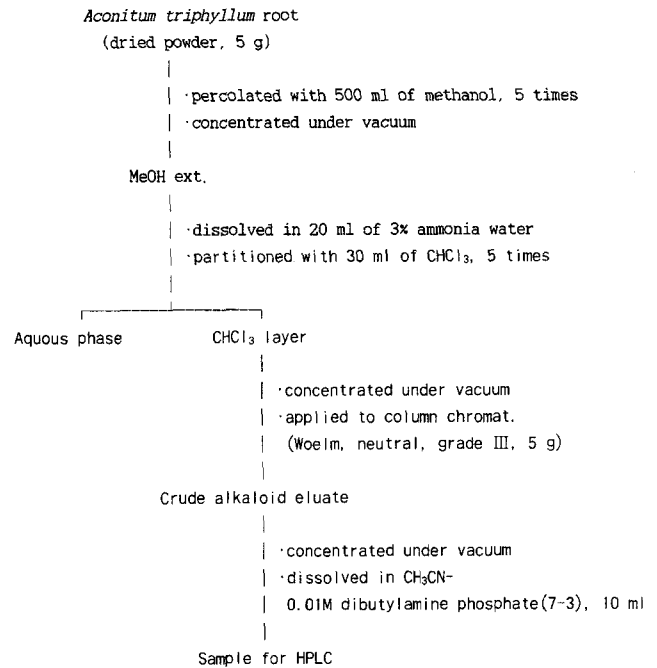 Aconitum triphyllum root
(dried powder, 5 g)
·percolated with 500 ml of methanol, 5 times
·concentrated under vacuum
MeOH ext.
·dissolved in 20 ml of 3% ammonia water
·partitioned with 30 ml of CHCl₃, 5 times
Aquous phase CHCl₃ layer
·concentrated under vacuum
·applied to column chromat.
(Woelm, neutral, grade III, 5 g)
Crude alkaloid eluate
·concentrated under vacuum
·dissolved in CH₃CN-
0.01M dibutylamine phosphate(7-3), 10 ml
Sample for HPLC